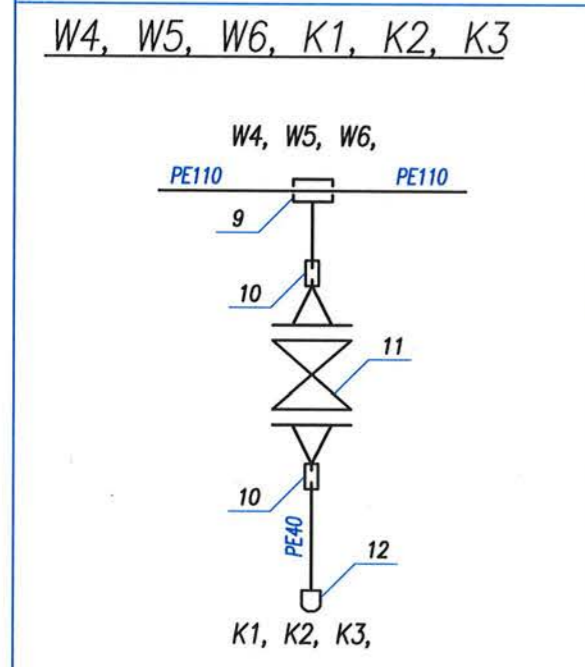 W4, W5, W6, K1, K2, K3
W4, W5, W6,
PE110 PE110
9
10
11
10
PE40
12
K1, K2, K3,